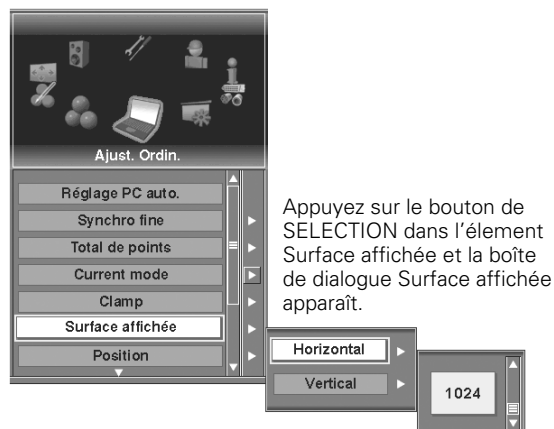 Ajust. Ordin.
Réglage PC auto.
Synchro fine
Total de points
Current mode
Clamp
Surface affichée
Position
Appuyez sur le bouton de
SELECTION dans l’élement
Surface affichée et la boîte
de dialogue Surface affichée
apparaît.
Horizontal
Vertical
1024